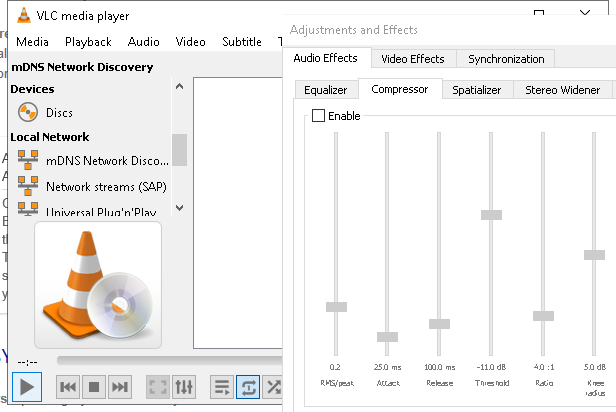 VLC media player
Media Playback Audio Video Subtitle
mDNS Network Discovery
Devices
Discs
Local Network
mDNS Network Disco...
Network streams (SAP)
Universal Plug'n'Play
--:--
Adjustments and Effects
Audio Effects Video Effects Synchronization
Equalizer Compressor Spatializer Stereo Widener
Enable
0.2 25.0 ms 100.0 ms -11.0 dB 4.0 :1 5.0 dB
RMS/peak Attack Release Threshold Ratio Knee
radius